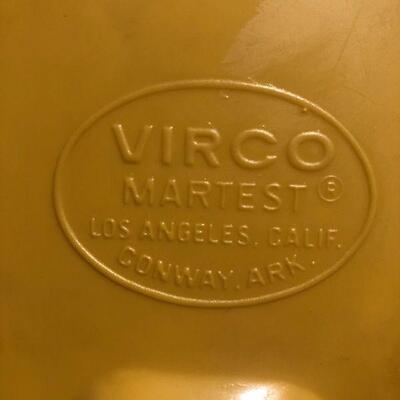 VIRCO
MARTEST ®
LOS ANGELES, CALIF.
CONWAY, ARK.